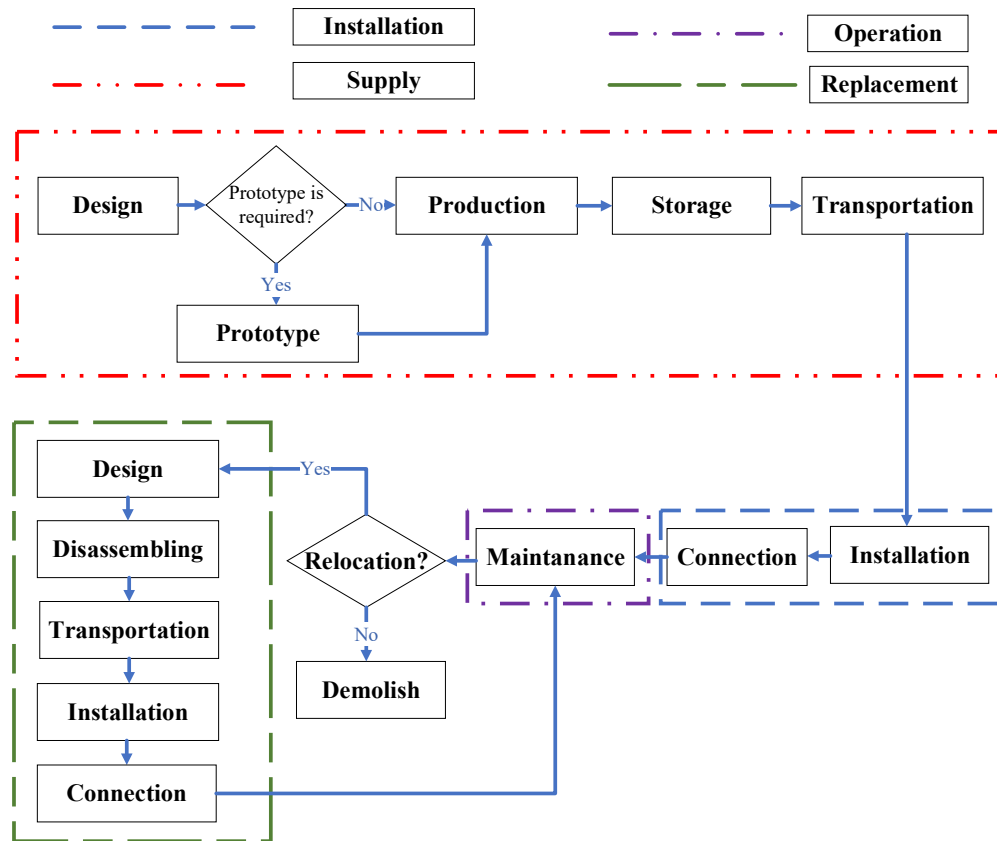 Installation
Operation
Supply
Replacement
Design
Prototype is
required?
No
Production
Storage
Transportation
Yes
Prototype
Design
Yes
Disassembling
Relocation?
Maintanance
Connection
Installation
Transportation
No
Demolish
Installation
Connection